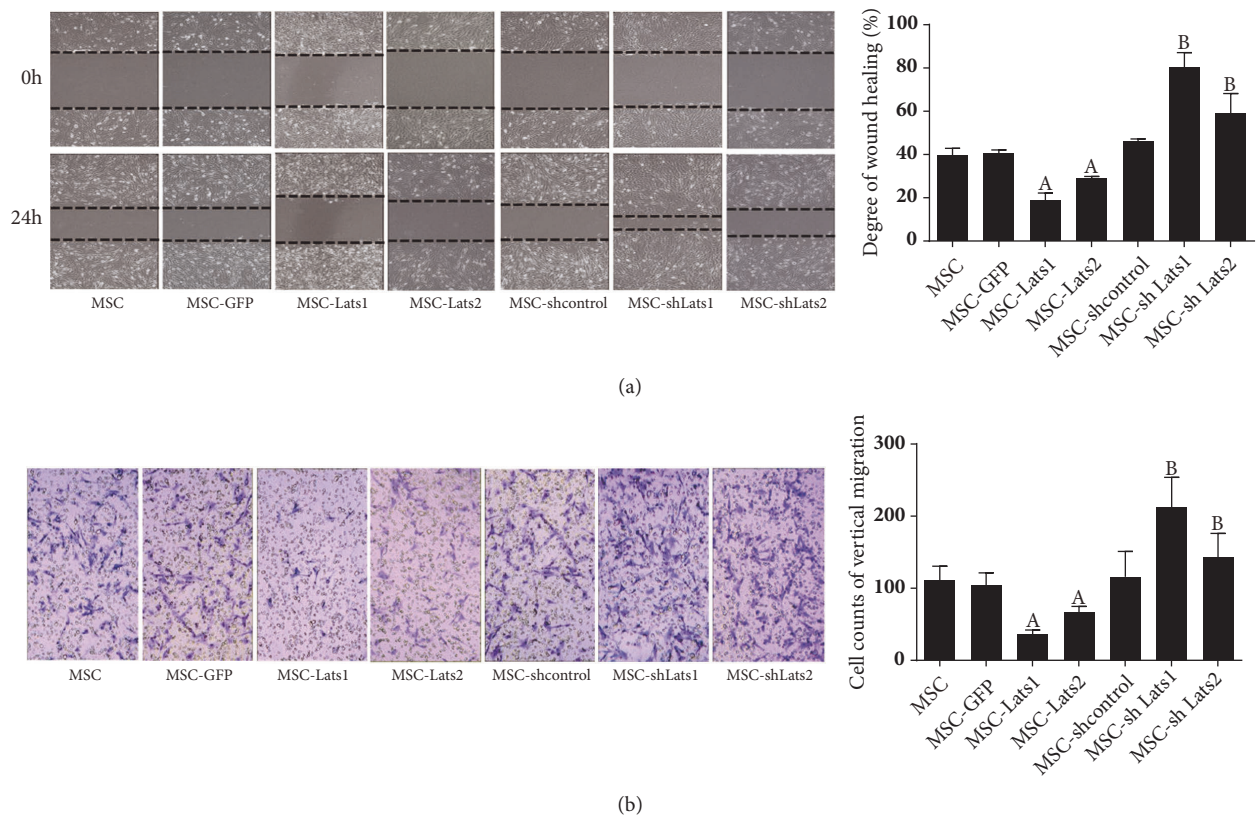 0h
24h
MSC MSC-GFP MSC-Lats1 MSC-Lats2 MSC-shcontrol MSC-shLats1 MSC-shLats2
Degree of wound healing (%)
100
80
60
40
20
0
A
A
B
B
MSC
MSC-GFP
MSC-Lats1
MSC-Lats2
MSC-shcontrol
MSC-sh Lats1
MSC-sh Lats2
(a)
MSC MSC-GFP MSC-Lats1 MSC-Lats2 MSC-shcontrol MSC-shLats1 MSC-shLats2
Cell counts of vertical migration
300
200
100
0
A
A
B
B
MSC
MSC-GFP
MSC-Lats1
MSC-Lats2
MSC-shcontrol
MSC-sh Lats1
MSC-sh Lats2
(b)